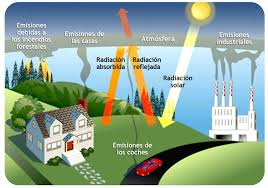 Emisiones
debidas a
los incendios
forestales
Emisiones de
las casas
Atmósfera
Emisiones
industriales
Radiación
absorbida
Radiación
reflejada
Radiación
solar
Emisiones
de los coches